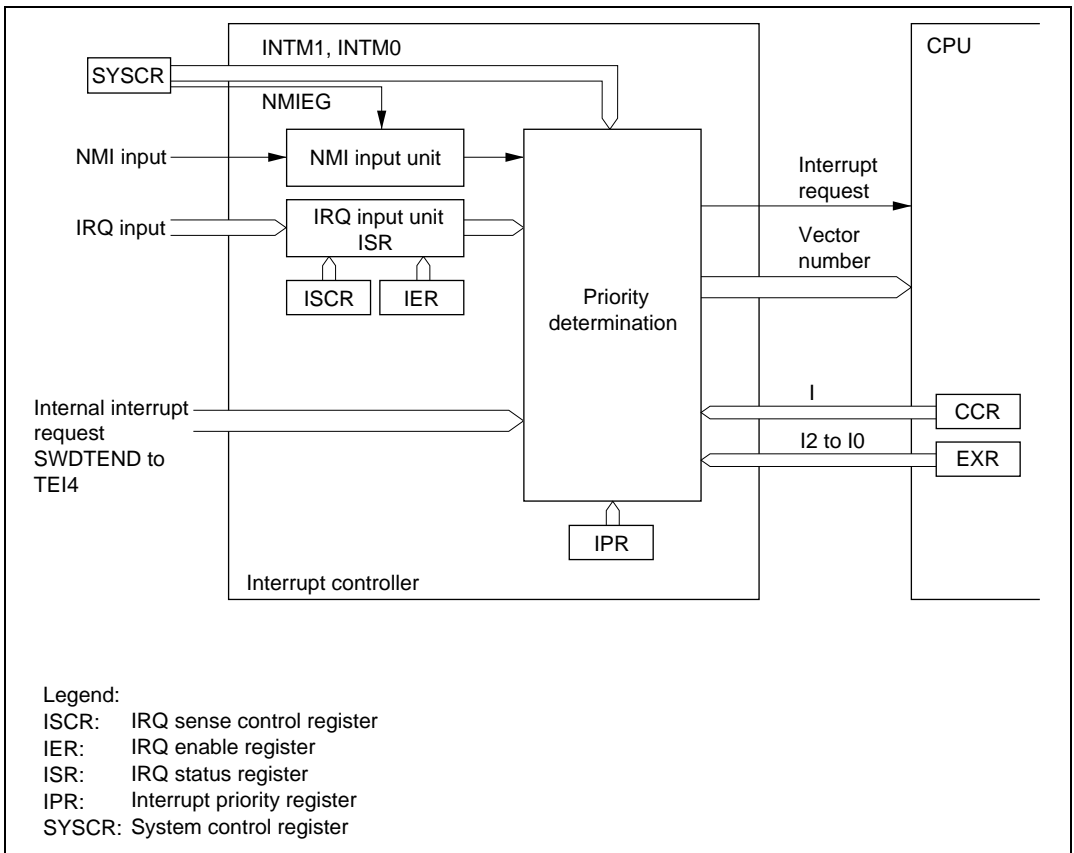 INTM1, INTM0
CPU
SYSCR
NMIEG
NMI input
NMI input unit
IRQ input
IRQ input unit
ISR
ISCR
IER
Interrupt
request
Vector
number
Priority
determination
Internal interrupt
request
SWDTEND to
TEI4
I
CCR
I2 to I0
EXR
IPR
Interrupt controller
Legend:
ISCR: IRQ sense control register
IER: IRQ enable register
ISR: IRQ status register
IPR: Interrupt priority register
SYSCR: System control register